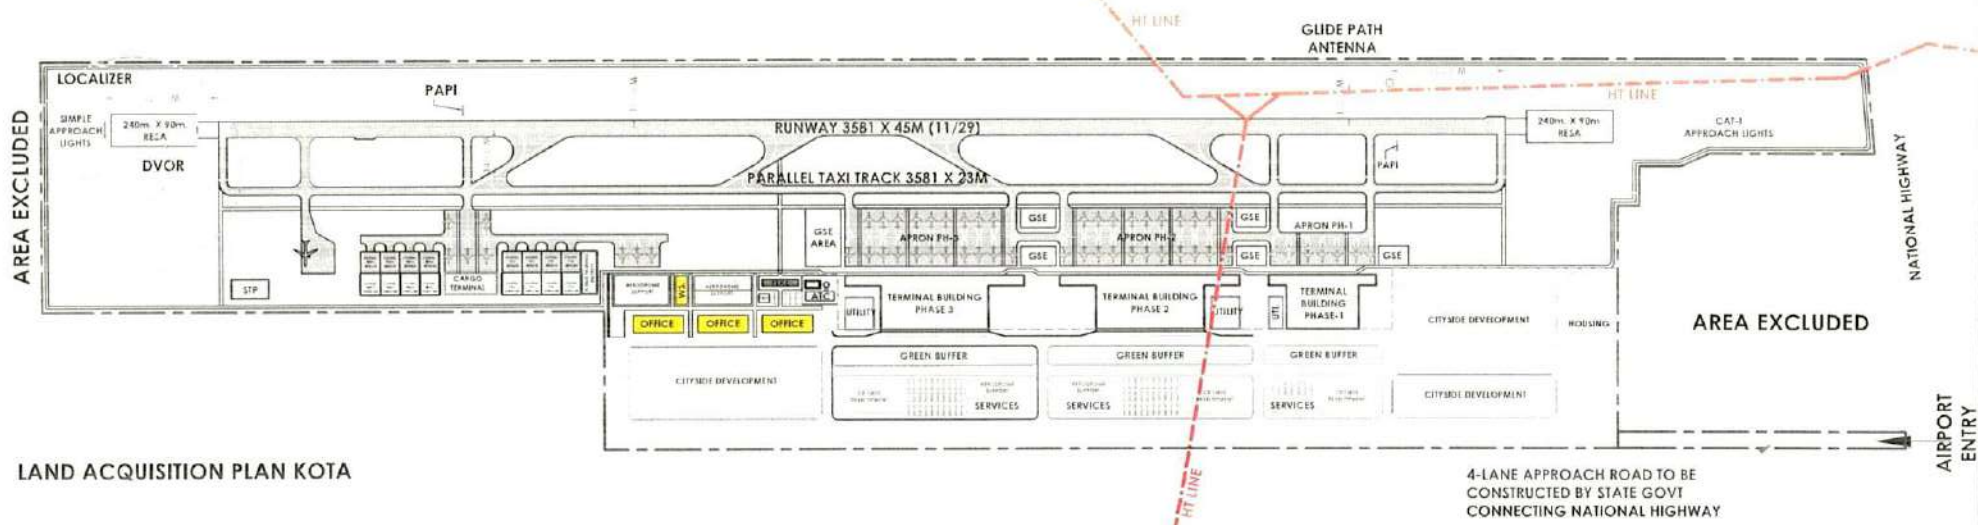 HT LINE
GLIDE PATH
ANTENNA
LOCALIZER
PAPI
M
M
M
M
HT LINE
AREA EXCLUDED
SIMPLE
APPROACH
LIGHTS
240m. X 90m.
RESA
RUNWAY 3581 X 45M (11/29)
240m. X 90m
RESA
CAT-I
APPROACH LIGHTS
DVOR
PAPI
PARALLEL TAXI TRACK 3581 X 23M
NATIONAL HIGHWAY
GSE
AREA
APRON PH-3
GSE
GSE
APRON PH-2
GSE
GSE
APRON PH-1
GSE
STP
CARGO
TERMINAL
W.S.
ATC
OFFICE
OFFICE
OFFICE
UTILITY
TERMINAL BUILDING
PHASE 3
TERMINAL BUILDING
PHASE 2
UTILITY
UTI.
TERMINAL
BUILDING
PHASE-1
CITYSIDE DEVELOPMENT
HOUSING
AREA EXCLUDED
CITYSIDE DEVELOPMENT
GREEN BUFFER
GREEN BUFFER
GREEN BUFFER
SERVICES
SERVICES
SERVICES
CITYSIDE DEVELOPMENT
AIRPORT
ENTRY
LAND ACQUISITION PLAN KOTA
HT LINE
4-LANE APPROACH ROAD TO BE
CONSTRUCTED BY STATE GOVT
CONNECTING NATIONAL HIGHWAY